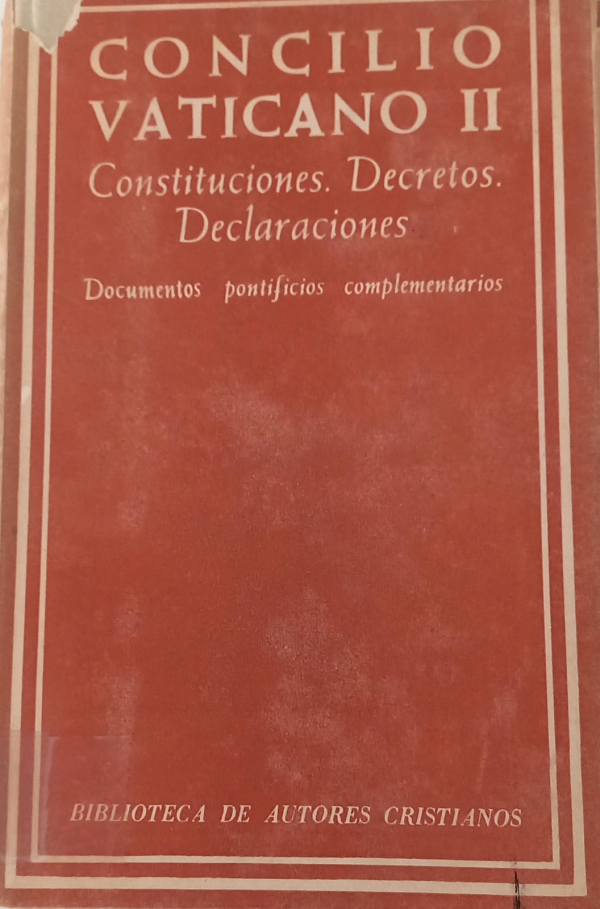 CONCILIO
VATICANO II
Constituciones. Decretos.
Declaraciones
Documentos pontificios complementarios
BIBLIOTECA DE AUTORES CRISTIANOS